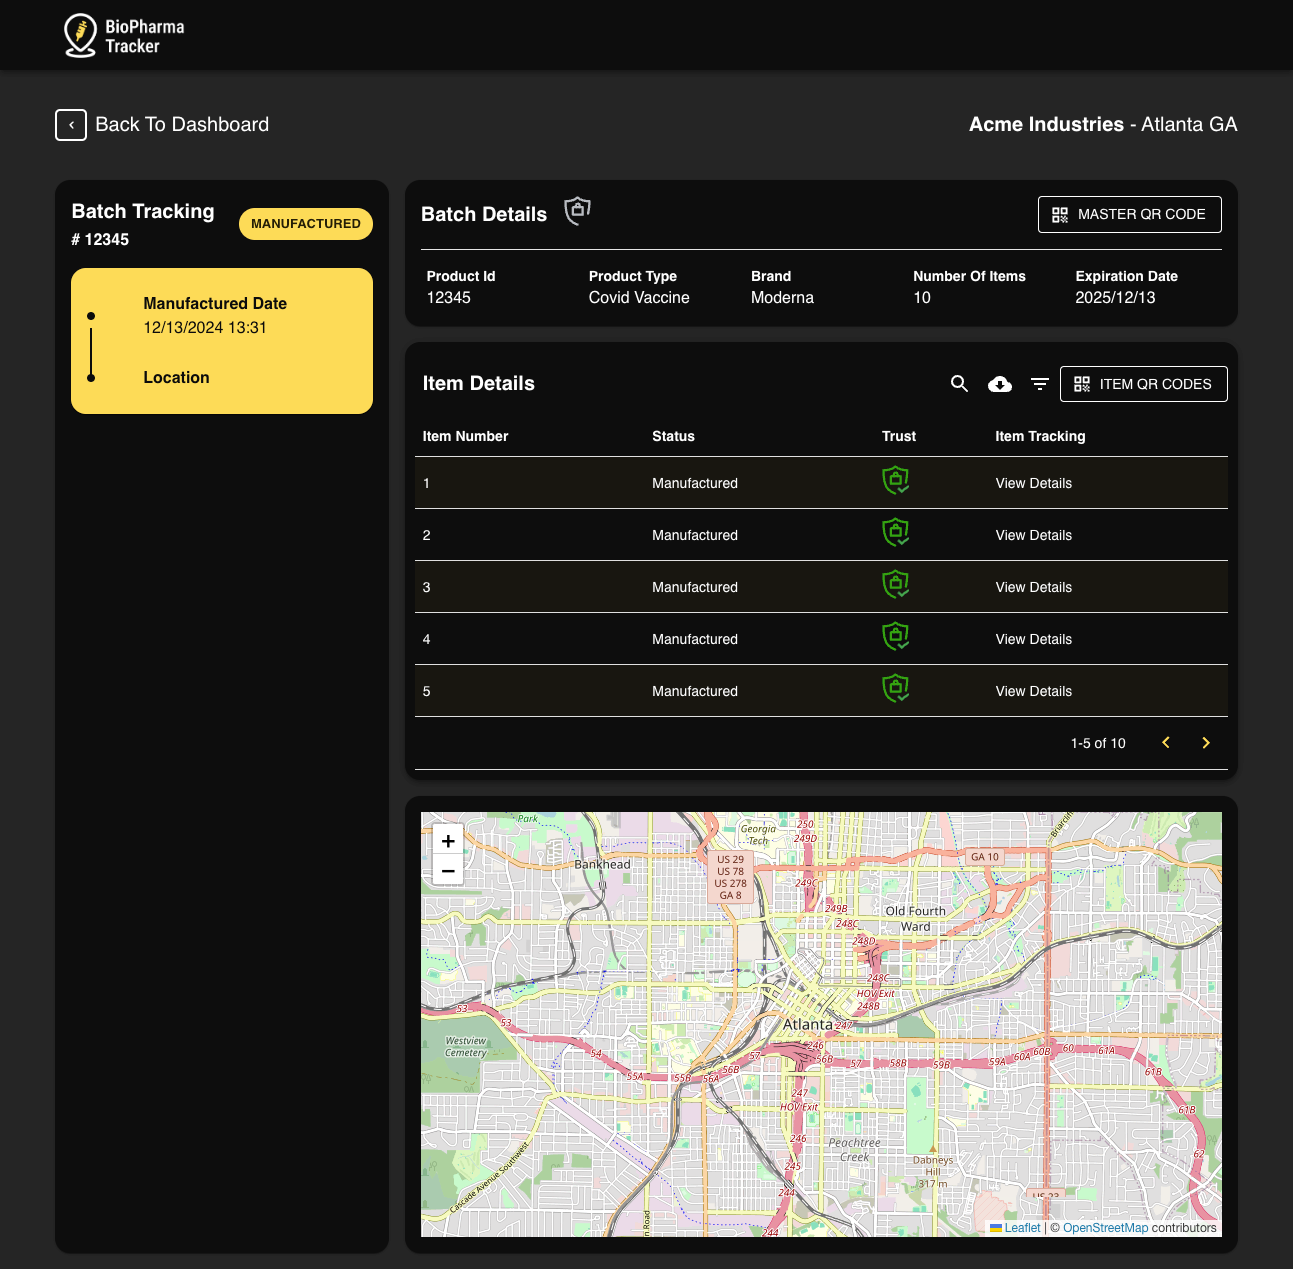 BioPharma
Tracker
Back To Dashboard
Acme Industries - Atlanta GA
Batch Tracking
# 12345
MANUFACTURED
Manufactured Date
12/13/2024 13:31
Location
Batch Details
MASTER QR CODE
Product Id Product Type Brand Number Of Items Expiration Date
12345 Covid Vaccine Moderna 10 2025/12/13
Item Details
ITEM QR CODES
Item Number Status Trust Item Tracking
1 Manufactured View Details
2 Manufactured View Details
3 Manufactured View Details
4 Manufactured View Details
5 Manufactured View Details
1-5 of 10
+
−
Park
Georgia
Tech
250
249D
Bankhead
US 29
US 78
US 278
GA 8
GA 10
249C
249B
248C
Old Fourth
Ward
248D
248C
HOV Exit
248B
53
53
Atlanta
247
Westview
Cemetery
54
55A
55B
56A
56B
57
246
56B
57
58B
59B
59A
60A
60B
60
61A
61B
61B
62
247
HOV Exit
246
Peachtree
Creek
245
Dabneys
Hill
317 m
244
244
Cascade Avenue Southwest
US 23
Leaflet | © OpenStreetMap contributors